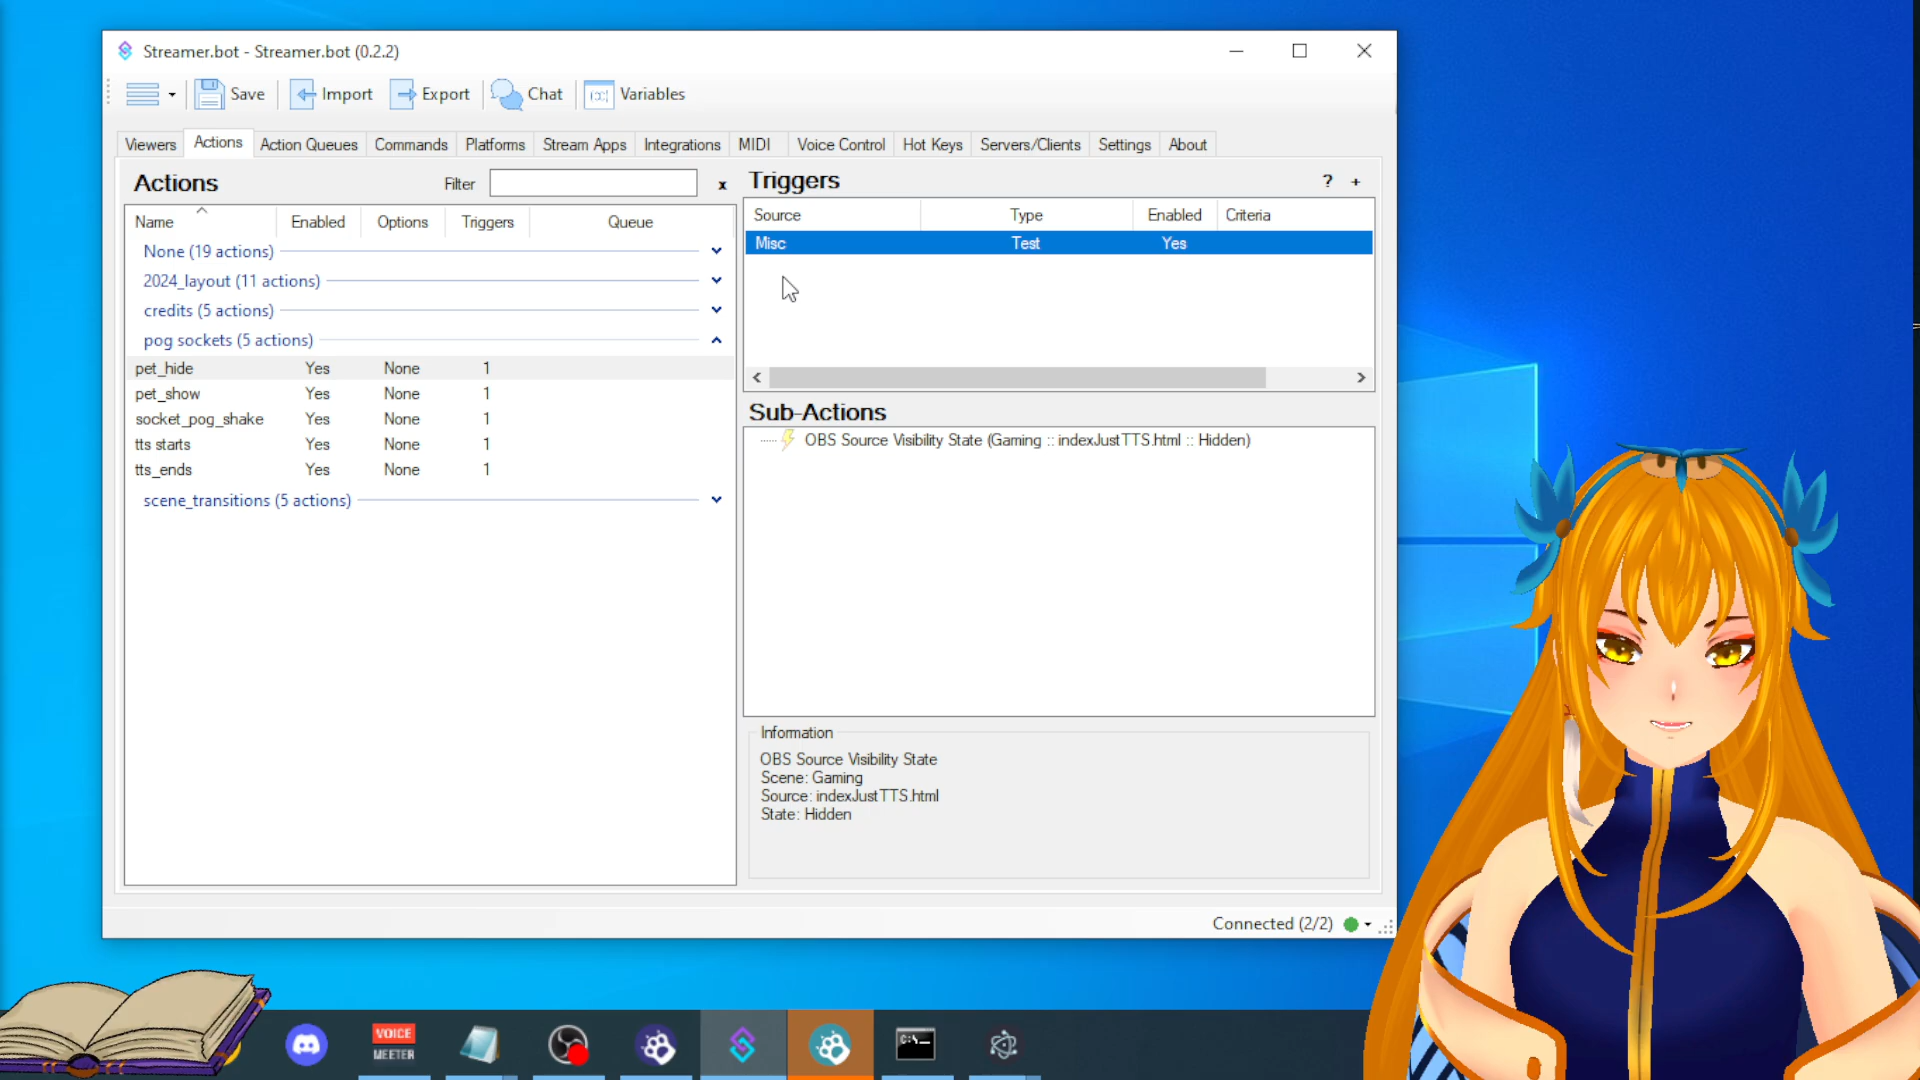 Streamer.bot - Streamer.bot (0.2.2)
Save Import Export Chat Variables
Viewers Actions Action Queues Commands Platforms Stream Apps Integrations MIDI Voice Control Hot Keys Servers/Clients Settings About
Actions Filter x
Name Enabled Options Triggers Queue
None (19 actions)
2024_layout (11 actions)
credits (5 actions)
pog sockets (5 actions)
pet_hide Yes None 1
pet_show Yes None 1
socket_pog_shake Yes None 1
tts starts Yes None 1
tts_ends Yes None 1
scene_transitions (5 actions)
Triggers ? +
Source Type Enabled Criteria
Misc Test Yes
Sub-Actions
OBS Source Visibility State (Gaming :: indexJustTTS.html :: Hidden)
Information
OBS Source Visibility State
Scene: Gaming
Source: indexJustTTS.html
State: Hidden
Connected (2/2)
VOICE
MEETER
C:\